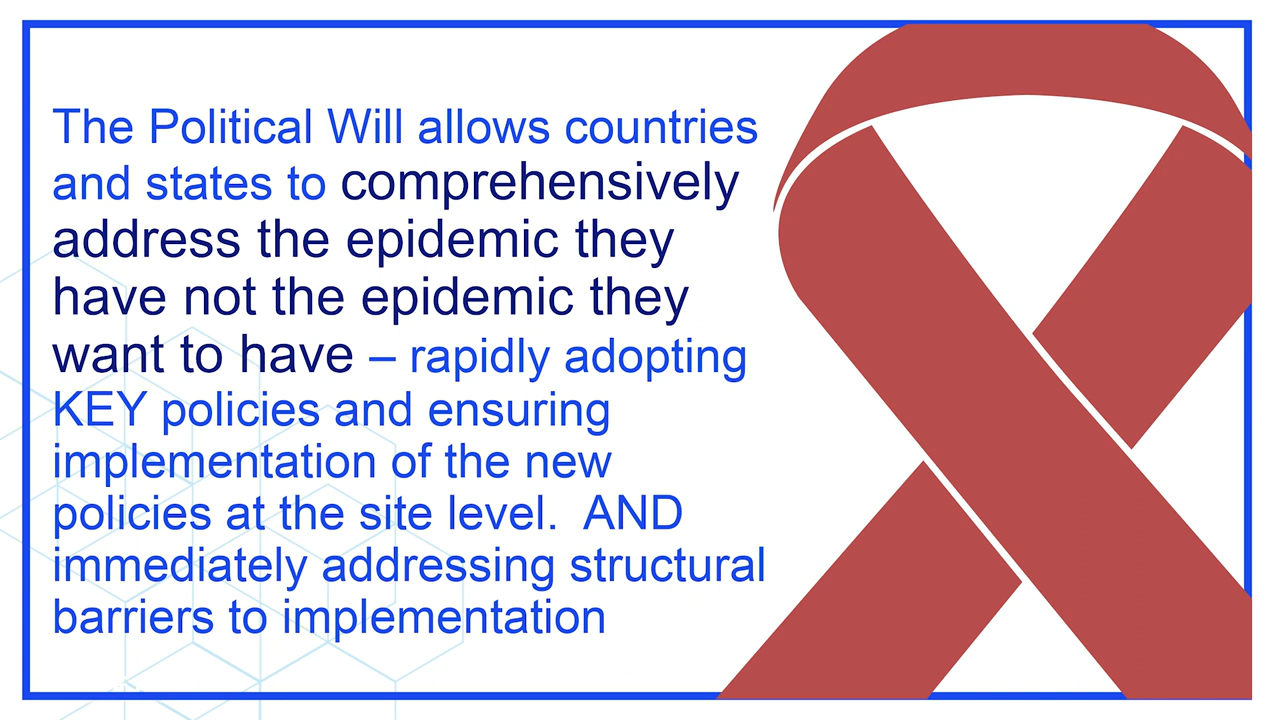 The Political Will allows countries
and states to comprehensively
address the epidemic they
have not the epidemic they
want to have – rapidly adopting
KEY policies and ensuring
implementation of the new
policies at the site level.  AND
immediately addressing structural
barriers to implementation